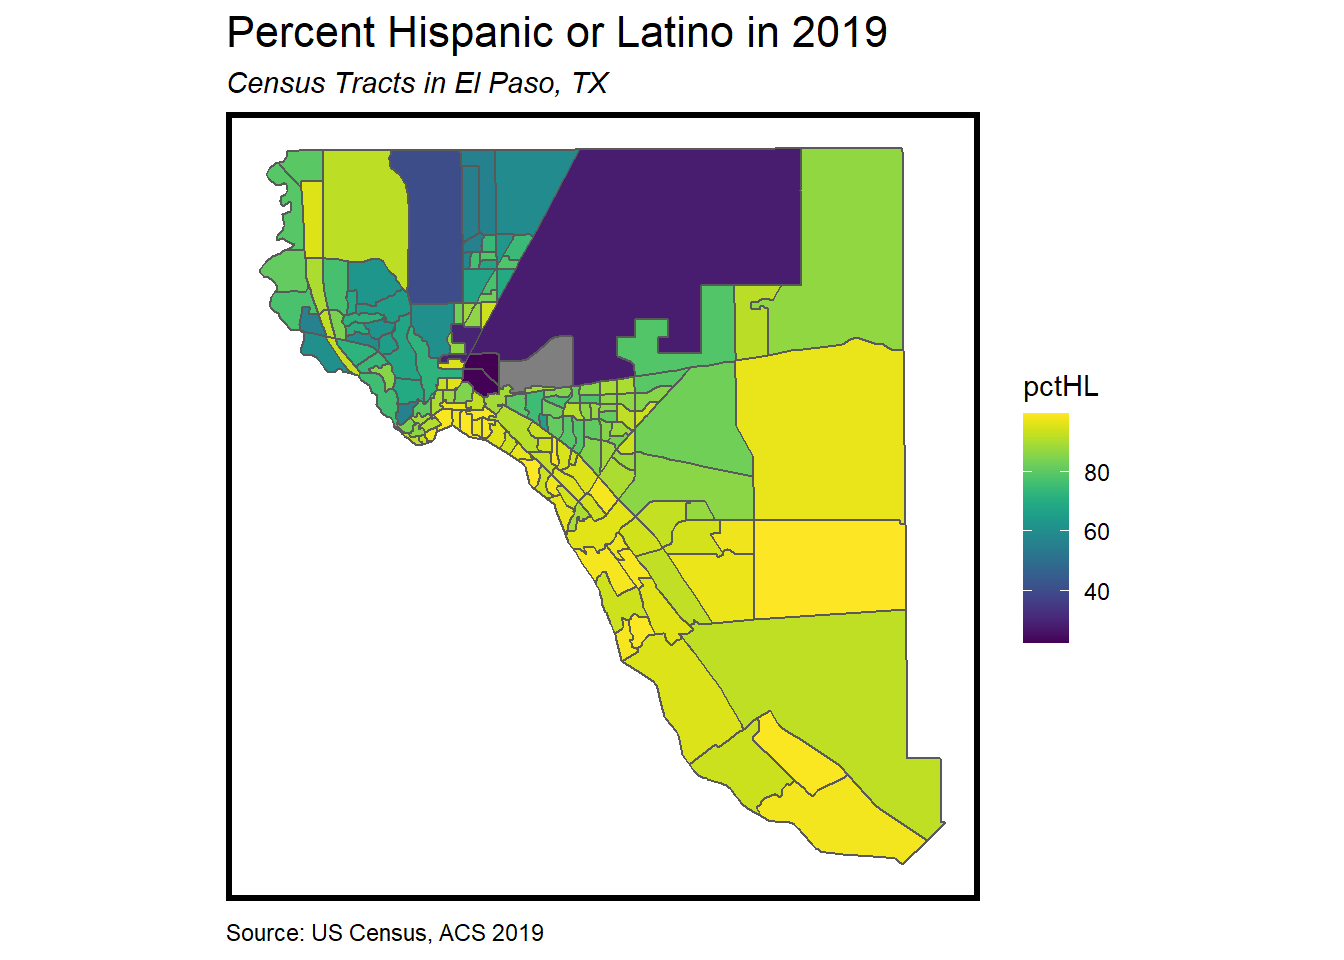 Percent Hispanic or Latino in 2019
Census Tracts in El Paso, TX
pctHL
80
60
40
Source: US Census, ACS 2019